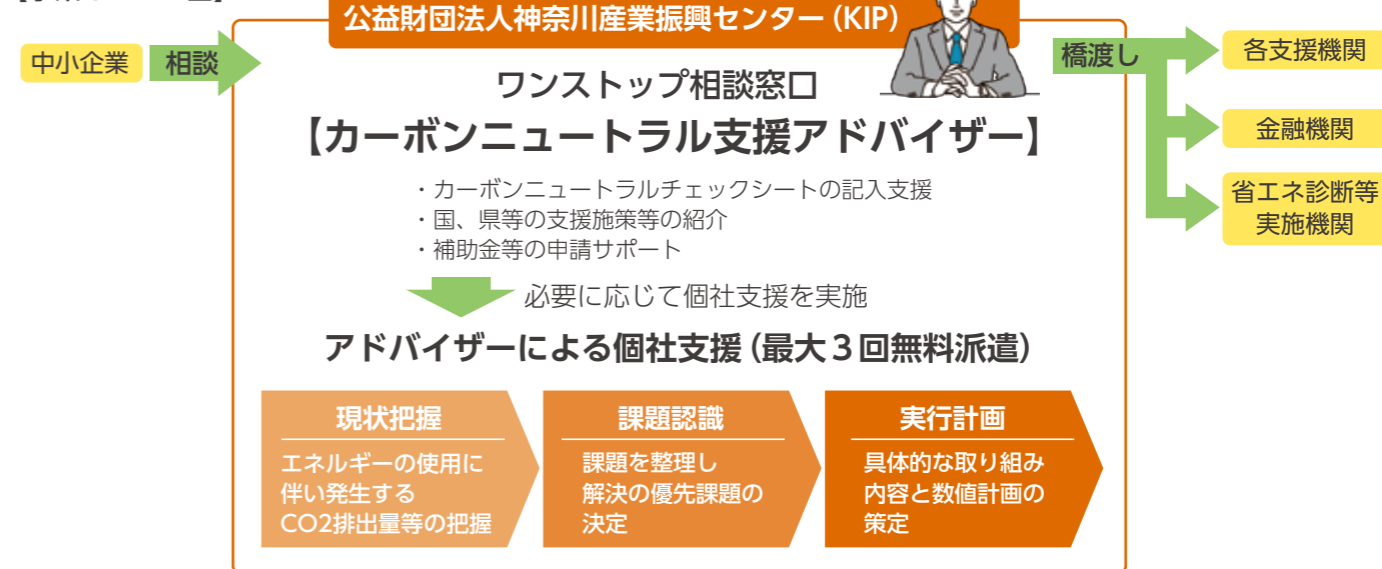 公益財団法人神奈川産業振興センター(KIP)
中小企業
相談
ワンストップ相談窓口
【カーボンニュートラル支援アドバイザー】
・カーボンニュートラルチェックシートの記入支援
・国、県等の支援施策等の紹介
・補助金等の申請サポート
必要に応じて個社支援を実施
アドバイザーによる個社支援(最大3回無料派遣)
現状把握
エネルギーの使用に
伴い発生する
CO2排出量等の把握
課題認識
課題を整理し
解決の優先課題の
決定
実行計画
具体的な取り組み
内容と数値計画の
策定
橋渡し
各支援機関
金融機関
省エネ診断等
実施機関